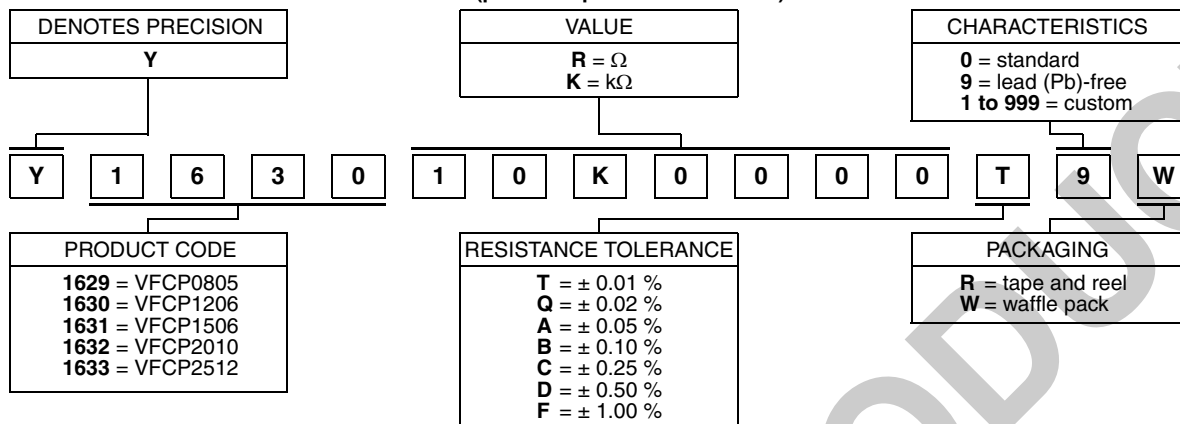 DENOTES PRECISION
Y
VALUE
R = Ω
K = kΩ
CHARACTERISTICS
0 = standard
9 = lead (Pb)-free
1 to 999 = custom
Y 1 6 3 0 1 0 K 0 0 0 0 T 9 W
PRODUCT CODE
1629 = VFCP0805
1630 = VFCP1206
1631 = VFCP1506
1632 = VFCP2010
1633 = VFCP2512
RESISTANCE TOLERANCE
T = ± 0.01 %
Q = ± 0.02 %
A = ± 0.05 %
B = ± 0.10 %
C = ± 0.25 %
D = ± 0.50 %
F = ± 1.00 %
PACKAGING
R = tape and reel
W = waffle pack